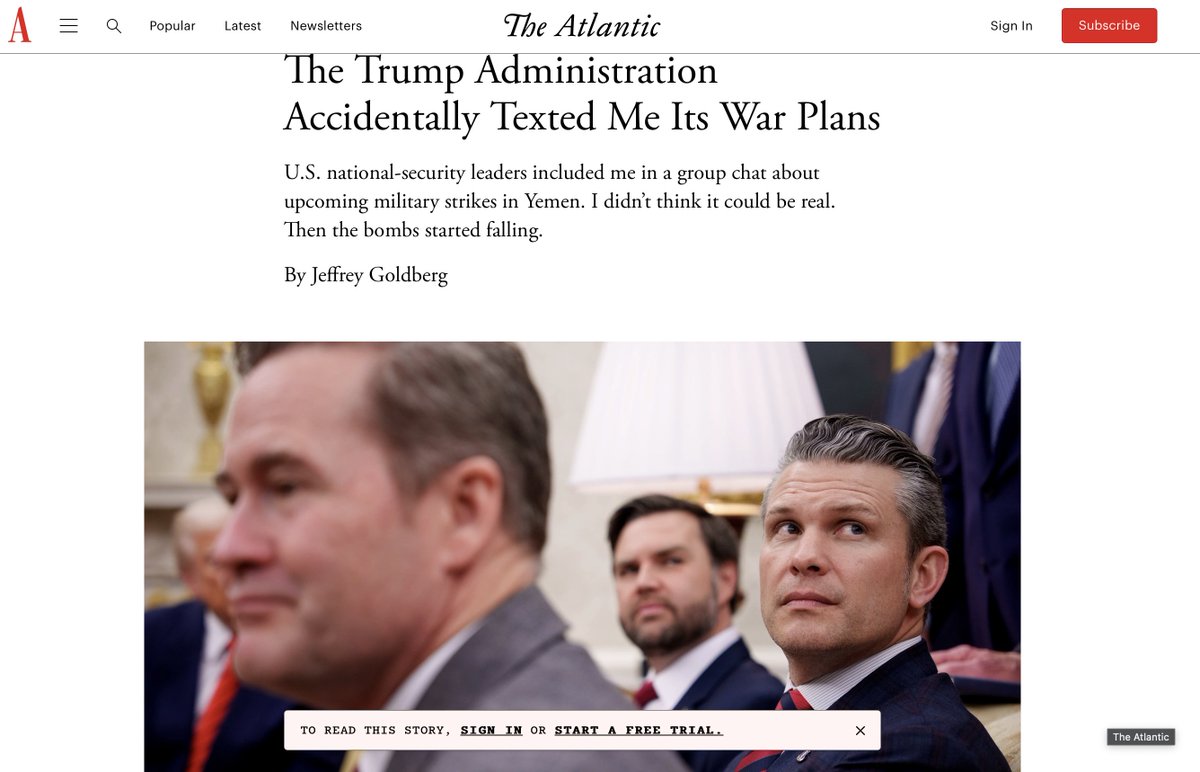 A Popular Latest Newsletters The Atlantic Sign In Subscribe
The Trump Administration
Accidentally Texted Me Its War Plans
U.S. national-security leaders included me in a group chat about
upcoming military strikes in Yemen. I didn’t think it could be real.
Then the bombs started falling.
By Jeffrey Goldberg
TO READ THIS STORY, SIGN IN OR START A FREE TRIAL.
The Atlantic